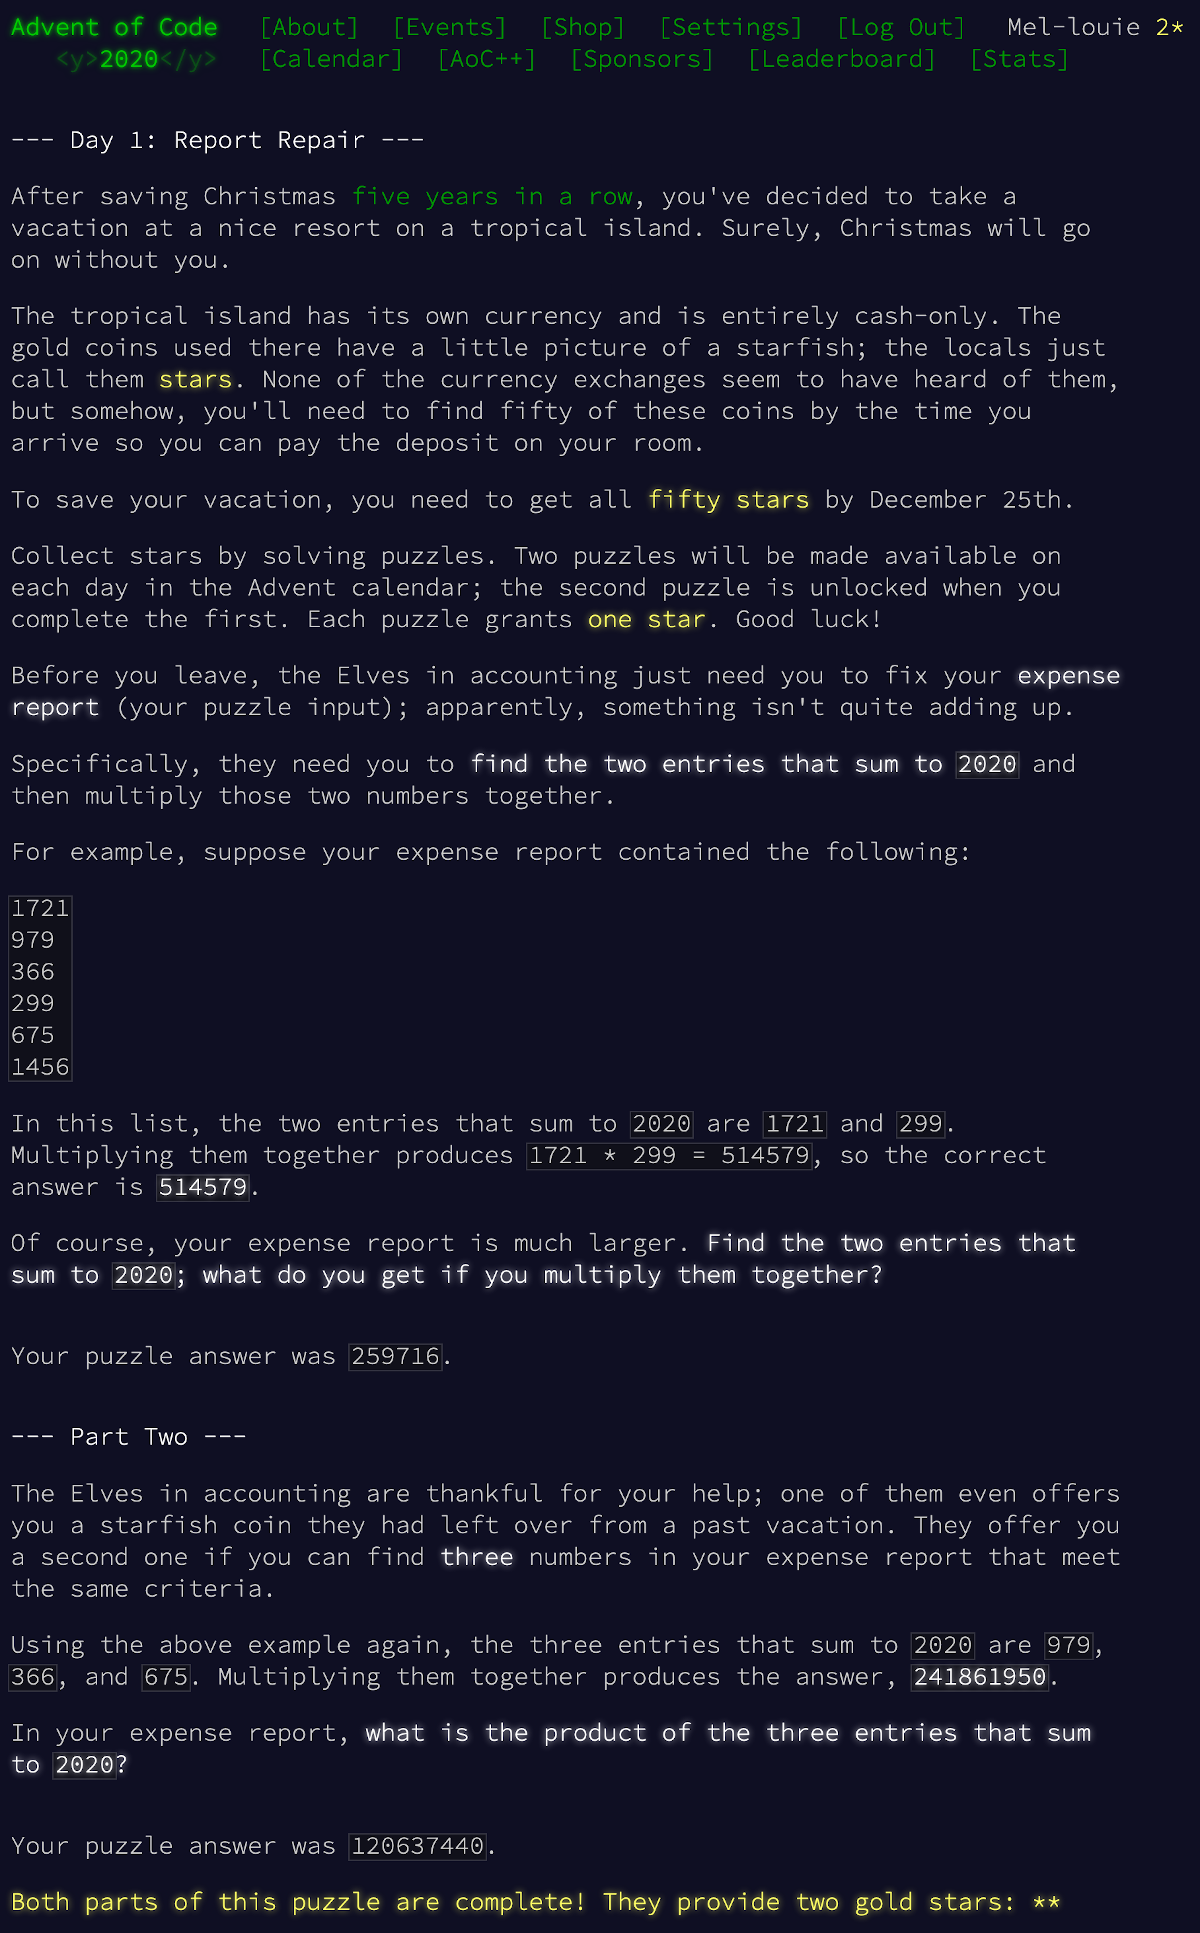 Advent of Code [About] [Events] [Shop] [Settings] [Log Out] Mel-louie 2*
<y>2020</y> [Calendar] [AoC++] [Sponsors] [Leaderboard] [Stats]
--- Day 1: Report Repair ---
After saving Christmas five years in a row, you've decided to take a
vacation at a nice resort on a tropical island. Surely, Christmas will go
on without you.
The tropical island has its own currency and is entirely cash-only. The
gold coins used there have a little picture of a starfish; the locals just
call them stars. None of the currency exchanges seem to have heard of them,
but somehow, you'll need to find fifty of these coins by the time you
arrive so you can pay the deposit on your room.
To save your vacation, you need to get all fifty stars by December 25th.
Collect stars by solving puzzles. Two puzzles will be made available on
each day in the Advent calendar; the second puzzle is unlocked when you
complete the first. Each puzzle grants one star. Good luck!
Before you leave, the Elves in accounting just need you to fix your expense
report (your puzzle input); apparently, something isn't quite adding up.
Specifically, they need you to find the two entries that sum to 2020 and
then multiply those two numbers together.
For example, suppose your expense report contained the following:
1721
979
366
299
675
1456
In this list, the two entries that sum to 2020 are 1721 and 299.
Multiplying them together produces 1721 * 299 = 514579, so the correct
answer is 514579.
Of course, your expense report is much larger. Find the two entries that
sum to 2020; what do you get if you multiply them together?
Your puzzle answer was 259716.
--- Part Two ---
The Elves in accounting are thankful for your help; one of them even offers
you a starfish coin they had left over from a past vacation. They offer you
a second one if you can find three numbers in your expense report that meet
the same criteria.
Using the above example again, the three entries that sum to 2020 are 979,
366, and 675. Multiplying them together produces the answer, 241861950.
In your expense report, what is the product of the three entries that sum
to 2020?
Your puzzle answer was 120637440.
Both parts of this puzzle are complete! They provide two gold stars: **